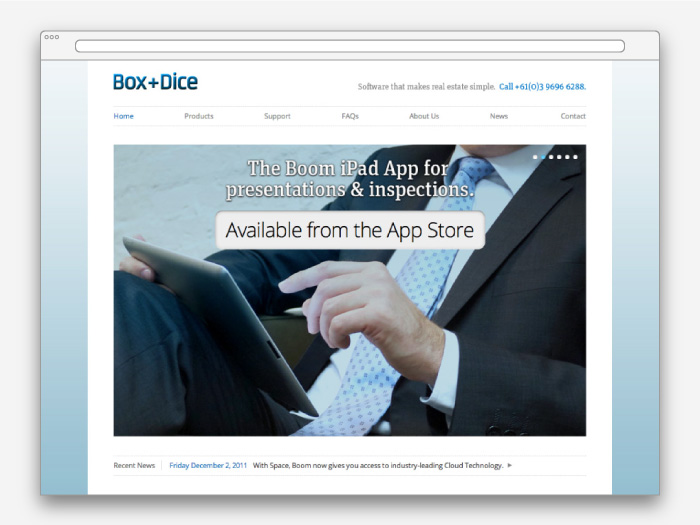 Box+Dice
Software that makes real estate simple. Call +61(0)3 9696 6288.
Home Products Support FAQs About Us News Contact
The Boom iPad App for
presentations & inspections.
Available from the App Store
Recent News Friday December 2, 2011 With Space, Boom now gives you access to industry-leading Cloud Technology.